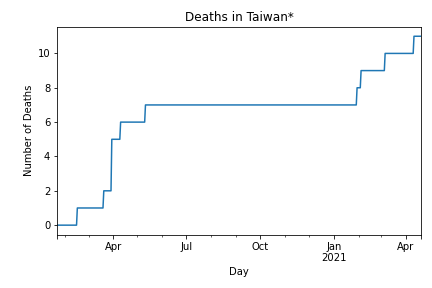 Deaths in Taiwan*
Number of Deaths
10
8
6
4
2
0
Apr
Jul
Oct
Jan
2021
Apr
Day